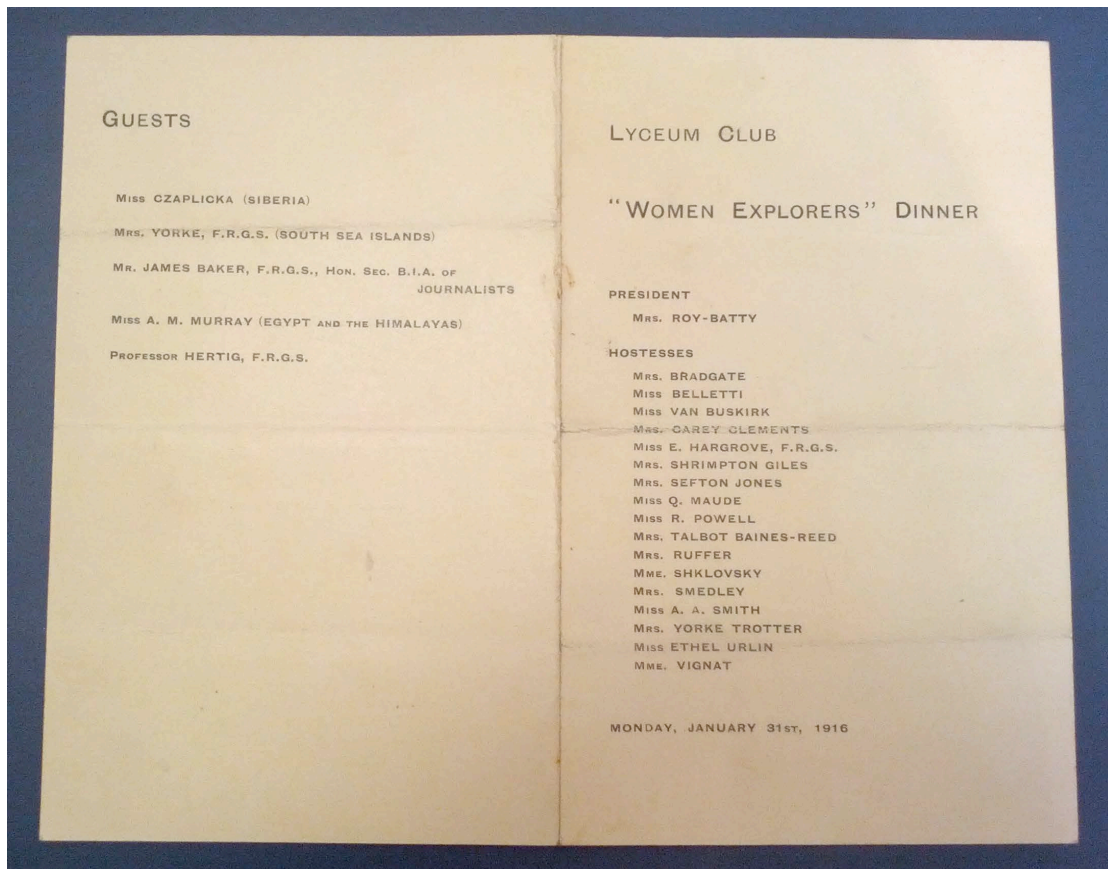 GUESTS
Miss CZAPLICKA (SIBERIA)
MRS. YORKE, F.R.G.S. (SOUTH SEA ISLANDS)
MR. JAMES BAKER, F.R.G.S., HON. SEC. B.I.A. OF
JOURNALISTS
MISS A. M. MURRAY (EGYPT AND THE HIMALAYAS)
PROFESSOR HERTIG, F.R.G.S.
LYCEUM CLUB
"WOMEN EXPLORERS" DINNER
PRESIDENT
MRS. ROY-BATTY
HOSTESSES
MRS. BRADGATE
MISS BELLETTI
MISS VAN BUSKIRK
MRS. CAREY CLEMENTS
MISS E. HARGROVE, F.R.G.S.
MRS. SHRIMPTON GILES
MRS. SEFTON JONES
MISS Q. MAUDE
MISS R. POWELL
MRS. TALBOT BAINES-REED
MRS. RUFFER
MME. SHKLOVSKY
MRS. SMEDLEY
MISS A. A. SMITH
MRS. YORKE TROTTER
MISS ETHEL URLIN
MME. VIGNAT
MONDAY, JANUARY 31ST, 1916